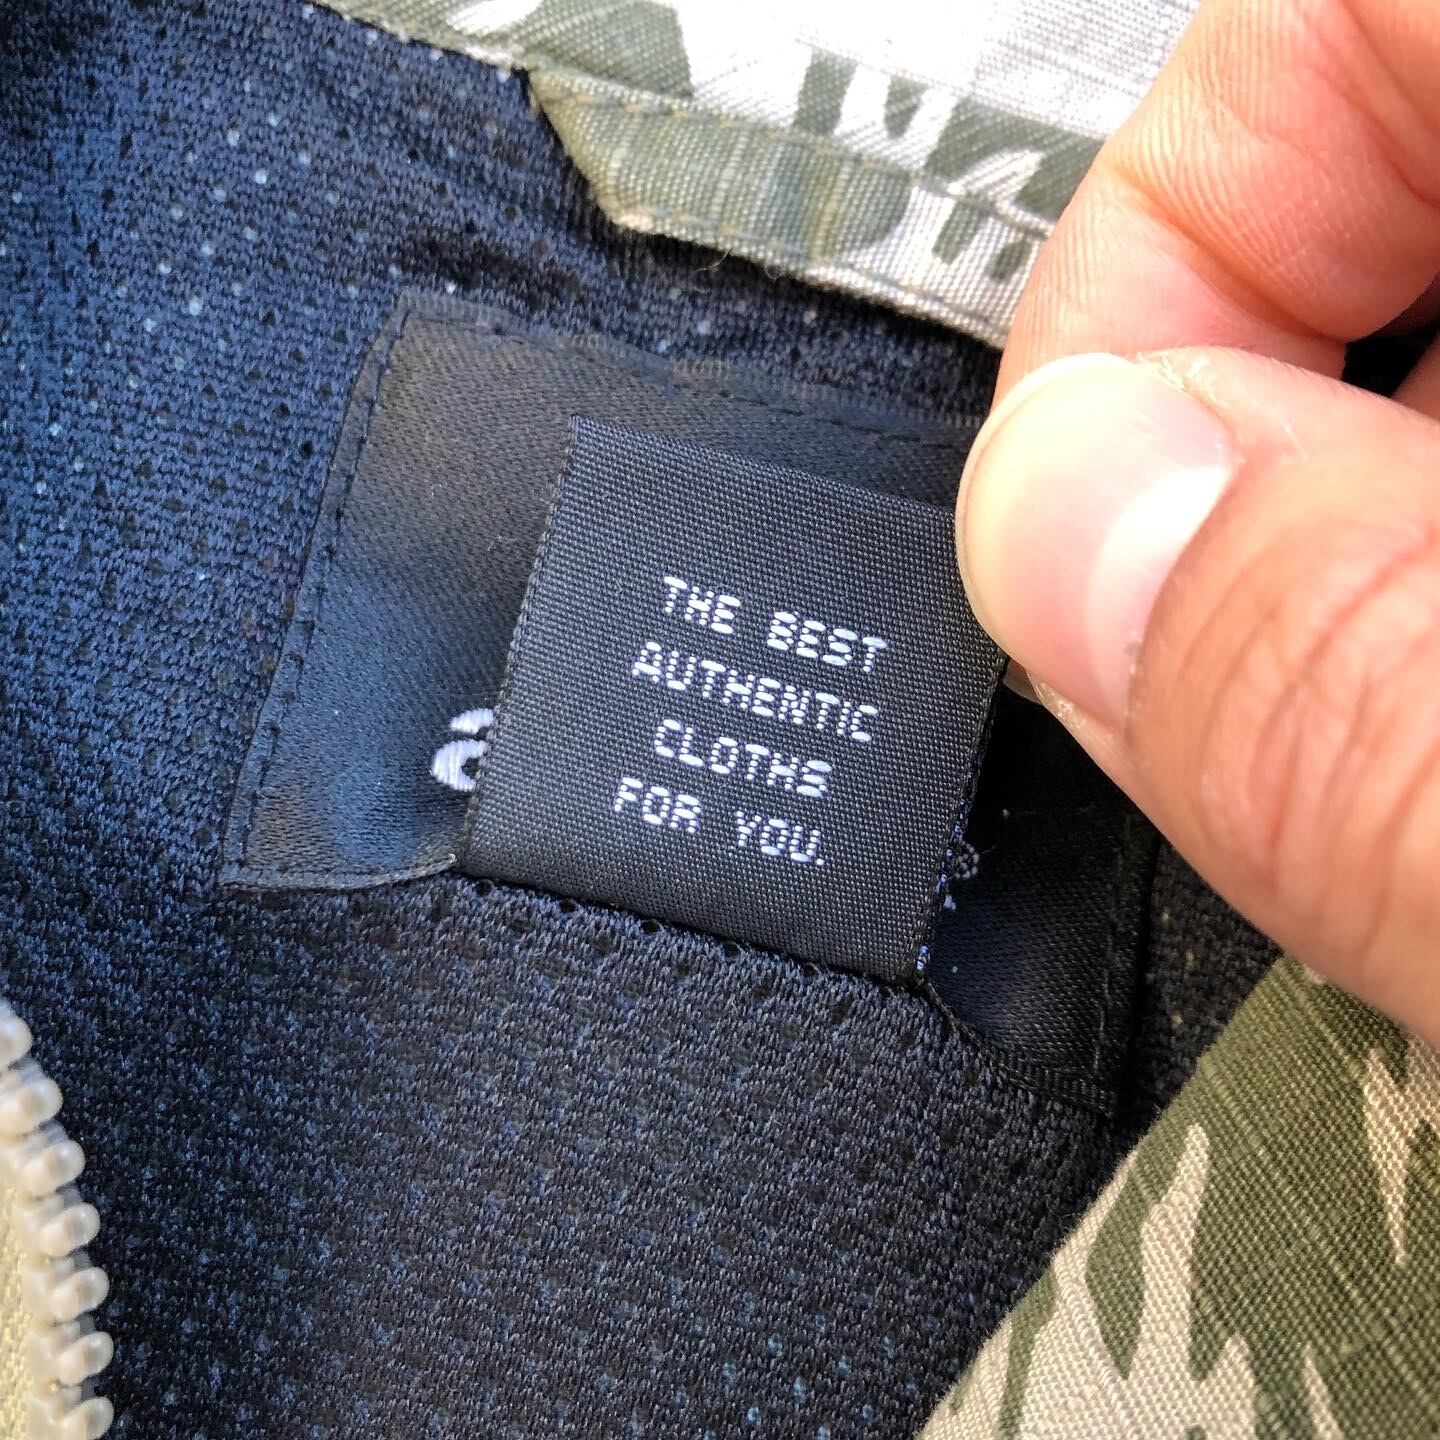 THE BEST
AUTHENTIC
CLOTHS
FOR YOU.